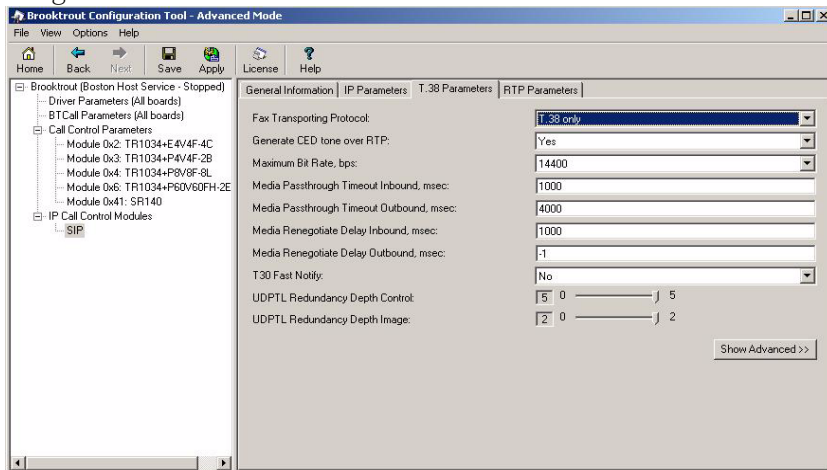 Brooktrout Configuration Tool - Advanced Mode
File View Options Help
Home Back Next Save Apply License Help
Brooktrout (Boston Host Service - Stopped)
Driver Parameters (All boards)
BTCall Parameters (All boards)
Call Control Parameters
Module 0x2: TR1034+E4V4F-4C
Module 0x3: TR1034+P4V4F-2B
Module 0x4: TR1034+P8V8F-8L
Module 0x6: TR1034+P60V60FH-2E
Module 0x41: SR140
IP Call Control Modules
SIP
General Information IP Parameters T.38 Parameters RTP Parameters
Fax Transporting Protocol: T.38 only
Generate CED tone over RTP: Yes
Maximum Bit Rate, bps: 14400
Media Passthrough Timeout Inbound, msec: 1000
Media Passthrough Timeout Outbound, msec: 4000
Media Renegotiate Delay Inbound, msec: 1000
Media Renegotiate Delay Outbound, msec: -1
T30 Fast Notify: No
UDPTL Redundancy Depth Control: 5 0 5
UDPTL Redundancy Depth Image: 2 0 2
Show Advanced >>